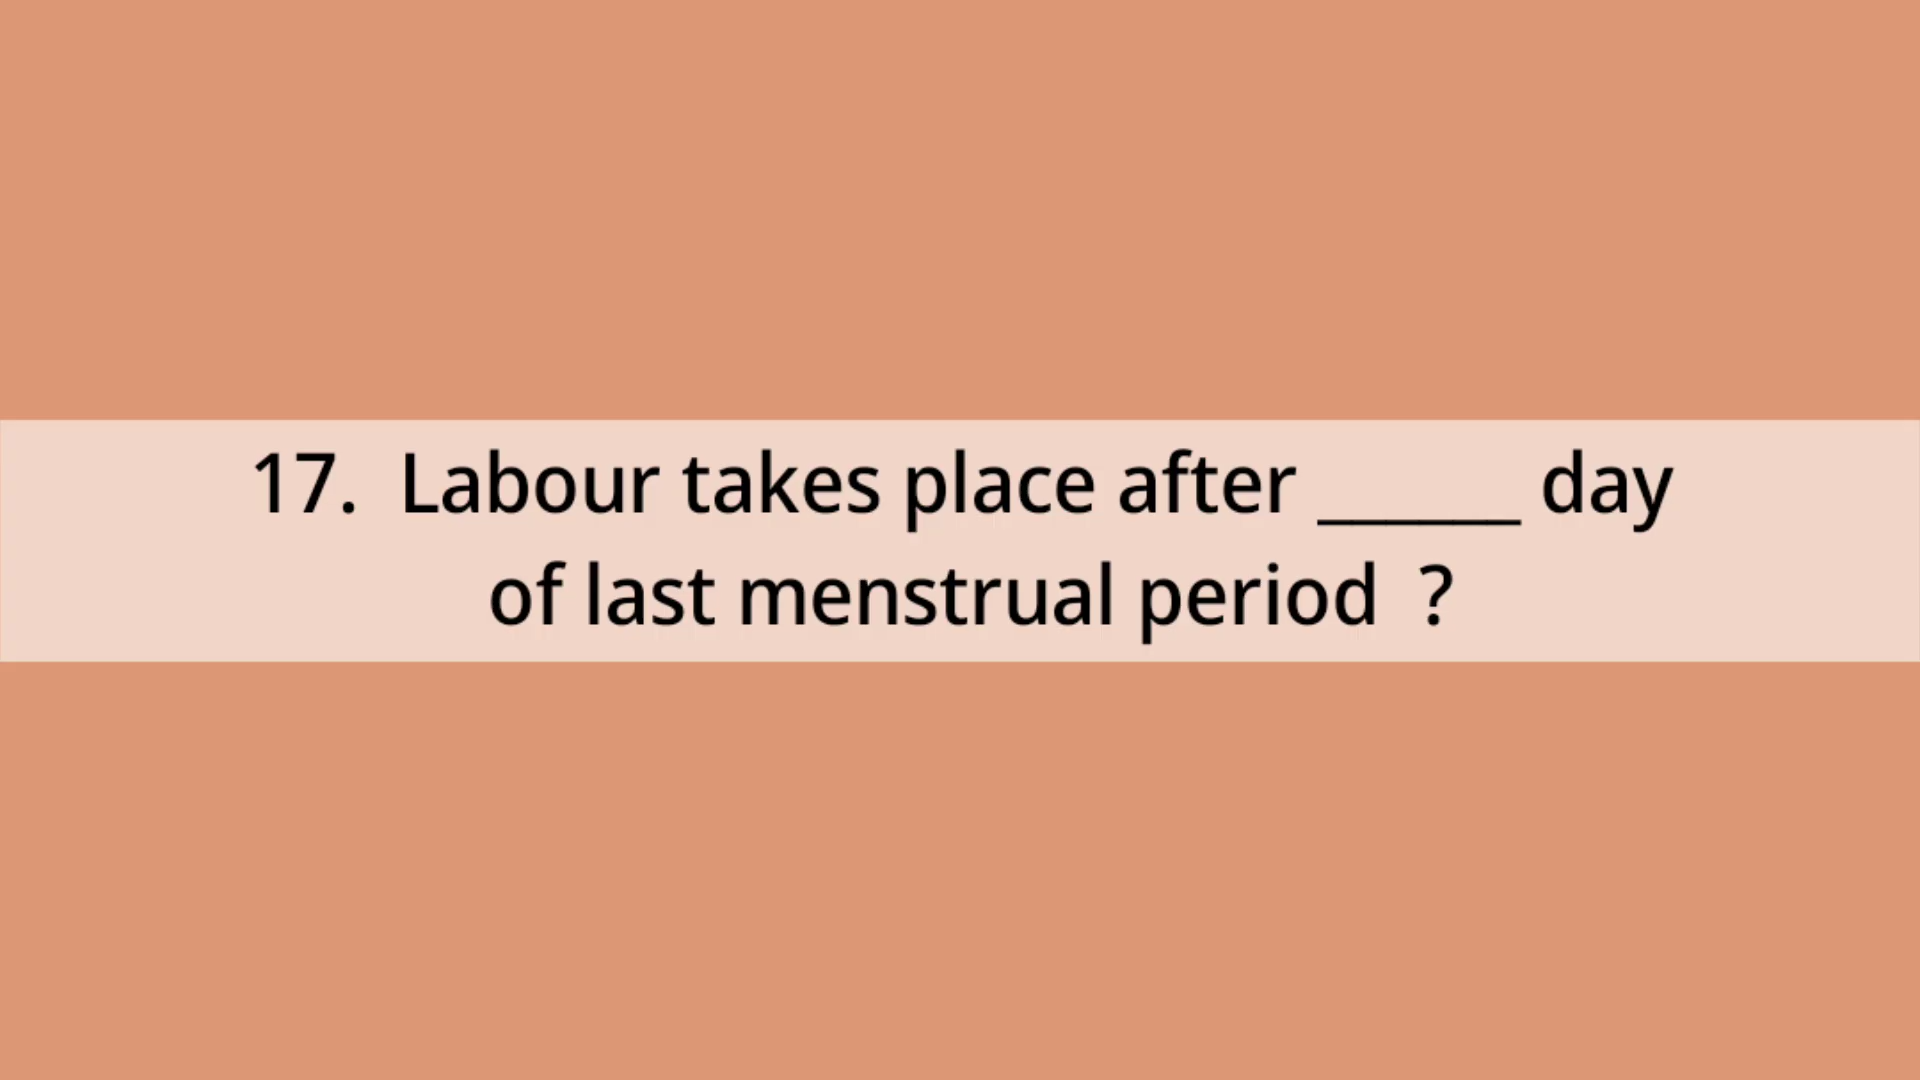 17.  Labour takes place after ______ day
of last menstrual period  ?